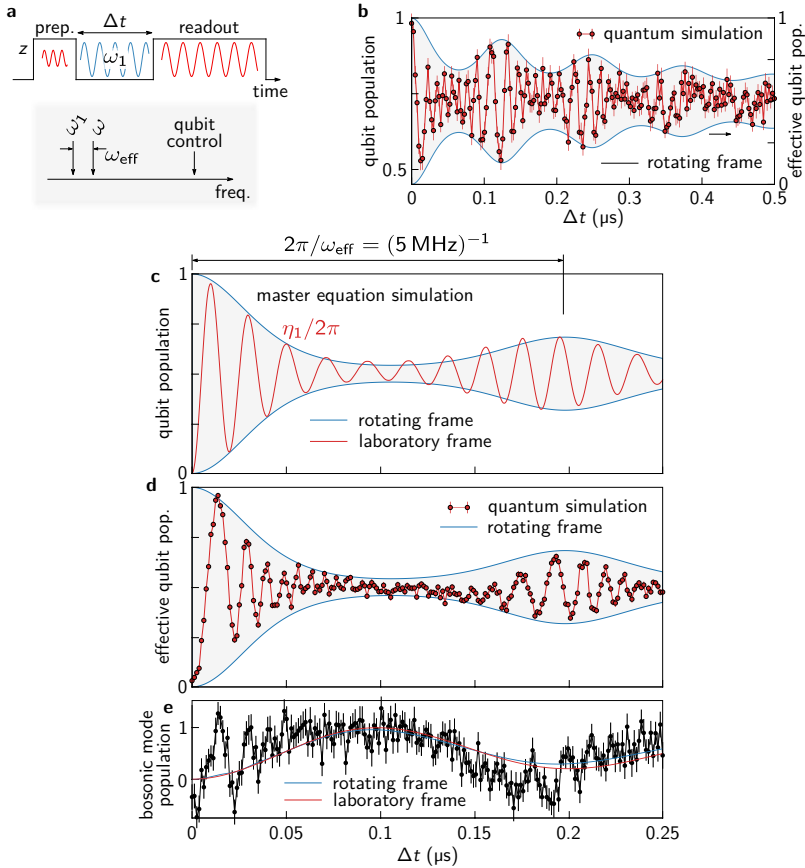 a
prep.
Δt
readout
z
ω₁
time
ω₁
ω
ω_eff
qubit
control
freq.
b
1
0.5
qubit population
quantum simulation
rotating frame
1
0
effective qubit pop.
0
0.1
0.2
0.3
0.4
0.5
Δt (μs)
2π/ω_eff = (5 MHz)⁻¹
c
1
0
qubit population
master equation simulation
η₁/2π
rotating frame
laboratory frame
d
1
0
effective qubit pop.
quantum simulation
rotating frame
e
1
0
bosonic mode
population
rotating frame
laboratory frame
0
0.05
0.1
0.15
0.2
0.25
Δt (μs)